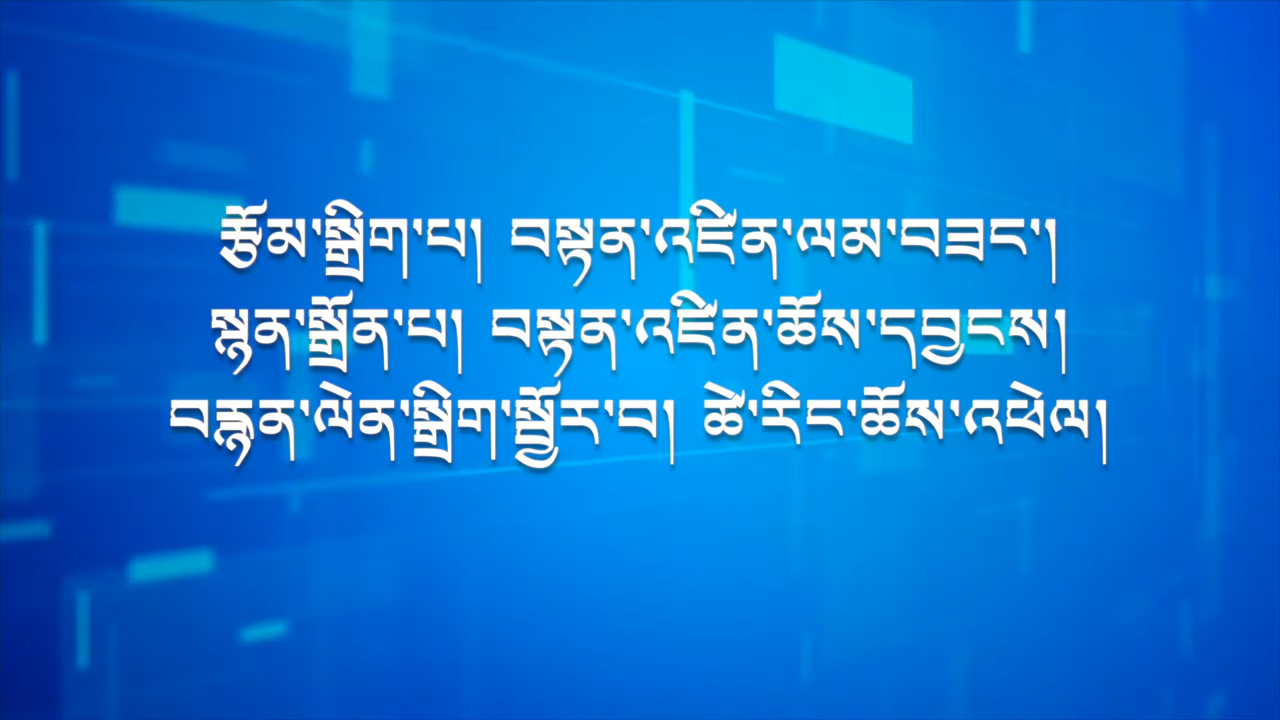 རྩོམ་སྒྲིག་པ། བསྟན་འཛིན་ལམ་བཟང་།
སྙན་སྒྲོན་པ། བསྟན་འཛིན་ཆོས་དབྱངས།
བརྙན་ལེན་སྒྲིག་སྦྱོར་བ། ཚེ་རིང་ཆོས་འཕེལ།